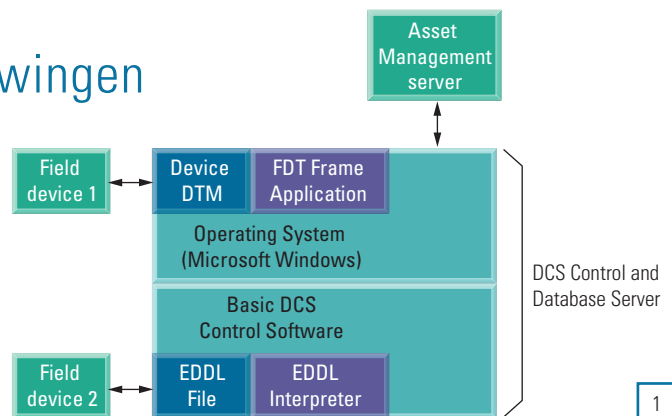 wingen
Asset
Management
server
Field
device 1
Device
DTM
FDT Frame
Application
Operating System
(Microsoft Windows)
DCS Control and
Database Server
Basic DCS
Control Software
Field
device 2
EDDL
File
EDDL
Interpreter
1